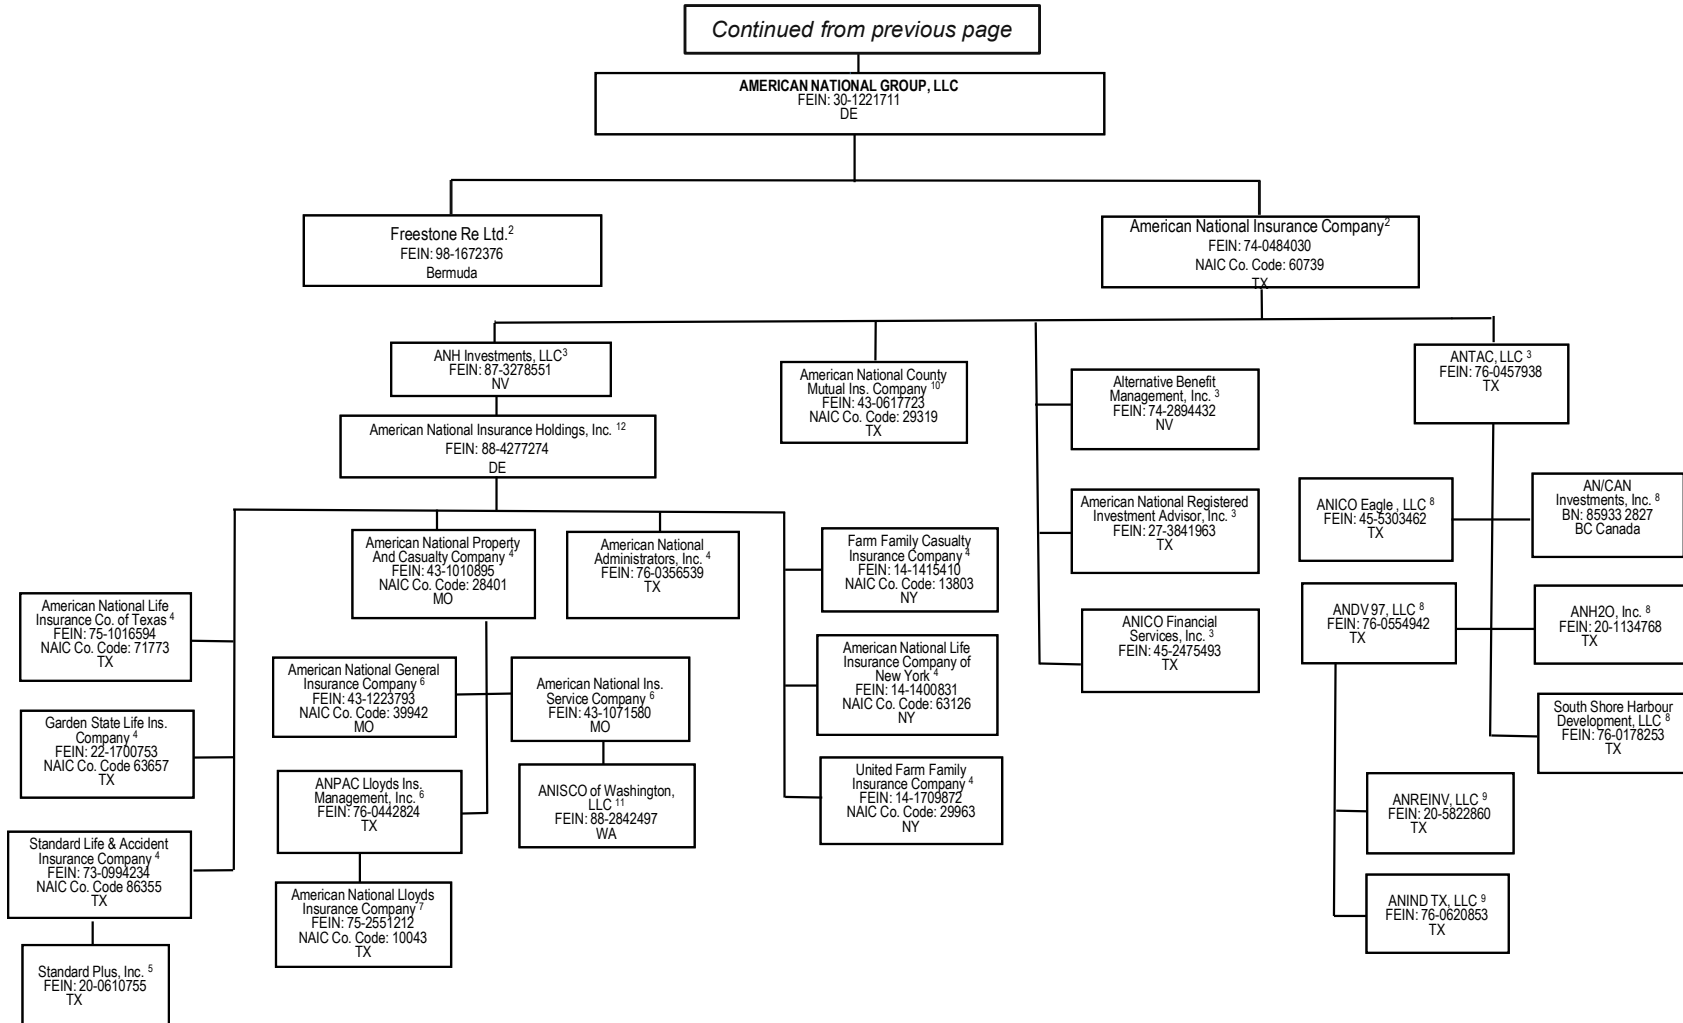 Continued from previous page
AMERICAN NATIONAL GROUP, LLC
FEIN: 30-1221711
DE
Freestone Re Ltd.2
FEIN: 98-1672376
Bermuda
American National Insurance Company2
FEIN: 74-0484030
NAIC Co. Code: 60739
TX
ANH Investments, LLC3
FEIN: 87-3278551
NV
American National Insurance Holdings, Inc. 12
FEIN: 88-4277274
DE
American National County
Mutual Ins. Company 10
FEIN: 43-0617723
NAIC Co. Code: 29319
TX
Alternative Benefit
Management, Inc. 3
FEIN: 74-2894432
NV
American National Registered
Investment Advisor, Inc. 3
FEIN: 27-3841963
TX
ANICO Financial
Services, Inc. 3
FEIN: 45-2475493
TX
ANTAC, LLC 3
FEIN: 76-0457938
TX
ANICO Eagle , LLC 8
FEIN: 45-5303462
TX
AN/CAN
Investments, Inc. 8
BN: 85933 2827
BC Canada
ANDV 97, LLC 8
FEIN: 76-0554942
TX
ANH2O, Inc. 8
FEIN: 20-1134768
TX
South Shore Harbour
Development, LLC 8
FEIN: 76-0178253
TX
ANREINV, LLC 9
FEIN: 20-5822860
TX
ANIND TX, LLC 9
FEIN: 76-0620853
TX
American National Property
And Casualty Company 4
FEIN: 43-1010895
NAIC Co. Code: 28401
MO
American National
Administrators, Inc. 4
FEIN: 76-0356539
TX
Farm Family Casualty
Insurance Company 4
FEIN: 14-1415410
NAIC Co. Code: 13803
NY
American National Life
Insurance Company of
New York 4
FEIN: 14-1400831
NAIC Co. Code: 63126
NY
United Farm Family
Insurance Company 4
FEIN: 14-1709872
NAIC Co. Code: 29963
NY
American National Life
Insurance Co. of Texas 4
FEIN: 75-1016594
NAIC Co. Code: 71773
TX
Garden State Life Ins.
Company 4
FEIN: 22-1700753
NAIC Co. Code 63657
TX
Standard Life & Accident
Insurance Company 4
FEIN: 73-0994234
NAIC Co. Code 86355
TX
Standard Plus, Inc. 5
FEIN: 20-0610755
TX
American National General
Insurance Company 6
FEIN: 43-1223793
NAIC Co. Code: 39942
MO
American National Ins.
Service Company 6
FEIN: 43-1071580
MO
ANPAC Lloyds Ins.
Management, Inc. 6
FEIN: 76-0442824
TX
ANISCO of Washington,
LLC 11
FEIN: 88-2842497
WA
American National Lloyds
Insurance Company 7
FEIN: 75-2551212
NAIC Co. Code: 10043
TX